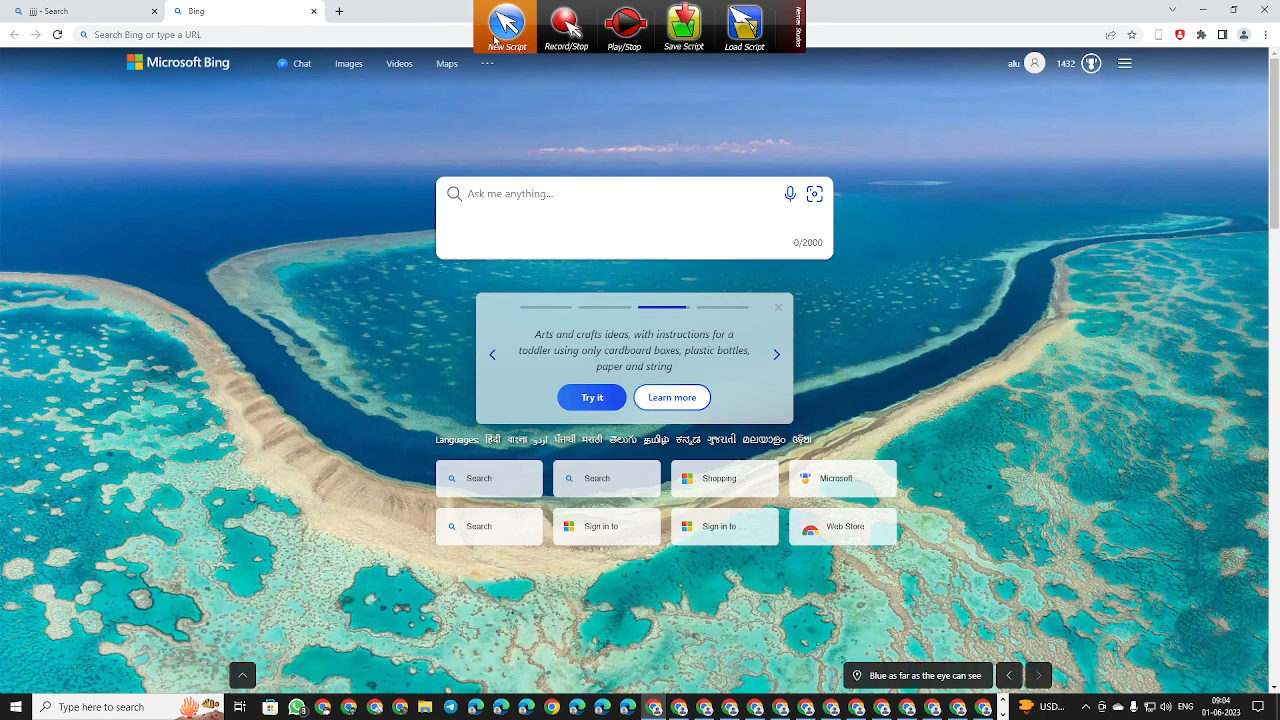 jjjj - Search
Bing
Search Bing or type a URL
New Script
Record/Stop
Play/Stop
Save Script
Load Script
Microsoft Bing
Chat
Images
Videos
Maps
alu
1432
Ask me anything...
0/2000
Arts and crafts ideas, with instructions for a
toddler using only cardboard boxes, plastic bottles,
paper and string
Try it
Learn more
Languages: हिंदी বাংলা اردو ਪੰਜਾਬੀ मराठी తెలుగు தமிழ் ಕನ್ನಡ ગુજરાતી മലയാളം ଓଡ଼ିଆ
Search
Search
Shopping
Microsoft ...
Search
Sign in to ...
Sign in to ...
Web Store
Blue as far as the eye can see
Type here to search
3
USD...
ENG
09:04
01-06-2023